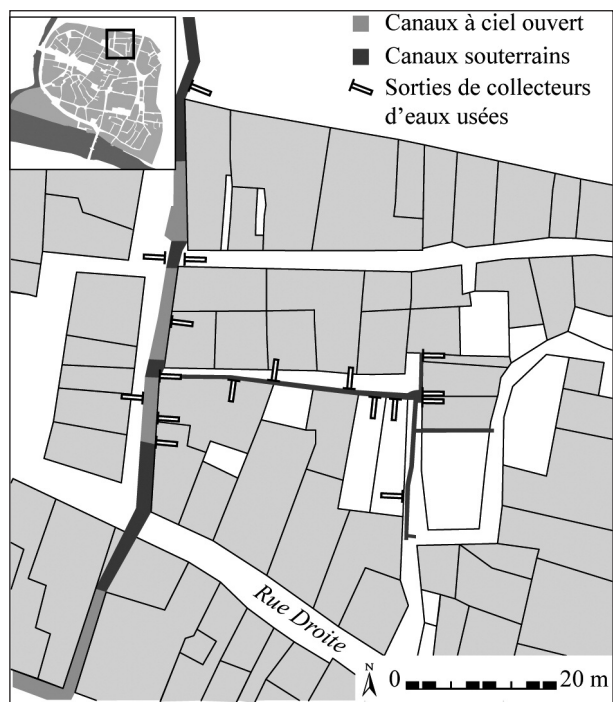 Canaux à ciel ouvert
Canaux souterrains
Sorties de collecteurs
d'eaux usées
Rue Droite
N
0 20 m